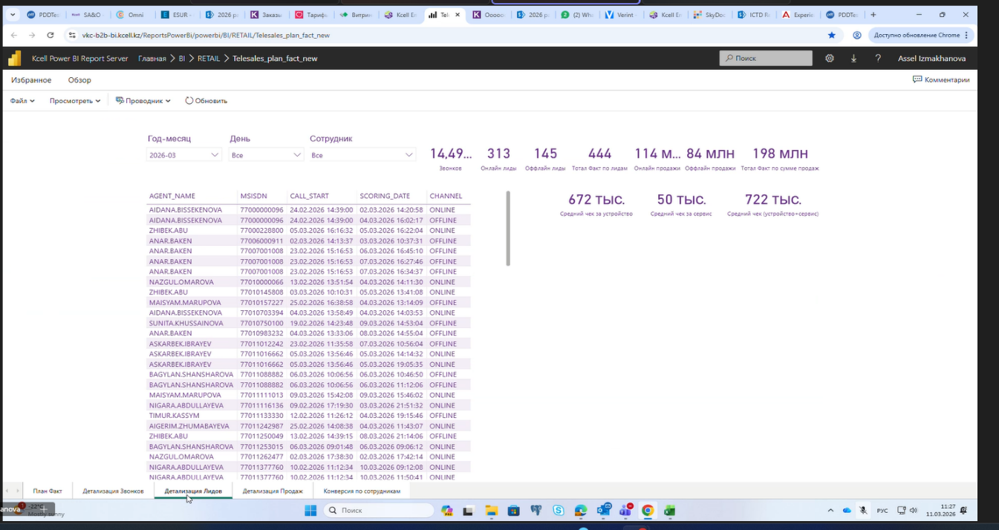 PDDTes
SA&O
Omni
ESUR -
2026 ра
Заказы
Тариф
Витрин
Kcell En
Tel
Ooooo
2026 ра
(2) Wha
Verint -
Kcell En
SkyDoc
ICTD Re
Experie
PDDTes
vkc-b2b-bi.kcell.kz/ReportsPowerBi/powerbi/BI/RETAIL/Telesales_plan_fact_new
Доступно обновление Chrome
Kcell Power BI Report Server Главная > BI > RETAIL > Telesales_plan_fact_new
Поиск
Assel Izmakhanova
Избранное Обзор
Комментарии
Файл Просмотреть Проводник Обновить
Год-месяц День Сотрудник
2026-03 Все Все
14,49... 313 145 444 114 м... 84 млн 198 млн
Звонков Онлайн лиды Оффлайн лиды Тотал Факт по лидам Онлайн продажи Оффлайн продажи Тотал Факт по сумме продаж
672 тыс. 50 тыс. 722 тыс.
Средний чек за устройство Средний чек за сервис Средний чек (устройство+сервис)
AGENT_NAME MSISDN CALL_START SCORING_DATE CHANNEL
AIDANA.BISSEKENOVA 77000000096 24.02.2026 14:39:00 02.03.2026 14:20:58 ONLINE
AIDANA.BISSEKENOVA 77000000096 24.02.2026 14:39:00 04.03.2026 16:02:17 OFFLINE
ZHIBEK.ABU 77000228800 05.03.2026 16:16:32 05.03.2026 16:22:04 ONLINE
ANAR.BAKEN 77006000911 02.03.2026 14:13:37 03.03.2026 10:37:31 OFFLINE
ANAR.BAKEN 77007001008 23.02.2026 15:16:53 06.03.2026 16:45:10 OFFLINE
ANAR.BAKEN 77007001008 23.02.2026 15:16:53 07.03.2026 16:27:46 OFFLINE
ANAR.BAKEN 77007001008 23.02.2026 15:16:53 07.03.2026 16:34:37 OFFLINE
NAZGUL.OMAROVA 77010000066 13.02.2026 13:51:54 04.03.2026 14:11:30 ONLINE
ZHIBEK.ABU 77010145808 03.03.2026 10:10:31 05.03.2026 13:41:08 ONLINE
MAISYAM.MARUPOVA 77010157227 25.02.2026 16:38:58 04.03.2026 13:14:09 OFFLINE
AIDANA.BISSEKENOVA 77010703394 04.03.2026 13:58:49 04.03.2026 14:03:53 ONLINE
SUNITA.KHUSSAINOVA 77010750100 19.02.2026 14:23:48 09.03.2026 14:53:04 OFFLINE
ANAR.BAKEN 77010983232 04.03.2026 13:33:06 08.03.2026 14:55:04 OFFLINE
ASKARBEK.IBRAYEV 77011012242 23.02.2026 11:35:58 07.03.2026 10:56:04 OFFLINE
ASKARBEK.IBRAYEV 77011016662 05.03.2026 13:56:46 05.03.2026 14:14:32 ONLINE
ASKARBEK.IBRAYEV 77011016662 05.03.2026 13:56:46 05.03.2026 19:05:35 ONLINE
BAGYLAN.SHANSHAROVA 77011088882 06.03.2026 10:06:56 06.03.2026 10:46:50 OFFLINE
BAGYLAN.SHANSHAROVA 77011088882 06.03.2026 10:06:56 06.03.2026 11:12:06 OFFLINE
MAISYAM.MARUPOVA 77011111013 09.03.2026 15:42:08 09.03.2026 15:46:02 ONLINE
NIGARA.ABDULLAYEVA 77011116136 09.02.2026 17:19:30 03.03.2026 21:51:32 ONLINE
TIMUR.KASSYM 77011133330 12.02.2026 11:26:12 04.03.2026 19:15:46 OFFLINE
AIGERIM.ZHUMABAYEVA 77011242987 25.02.2026 14:08:38 04.03.2026 11:43:07 ONLINE
ZHIBEK.ABU 77011250049 13.02.2026 14:39:15 08.03.2026 21:14:06 OFFLINE
BAGYLAN.SHANSHAROVA 77011253015 06.03.2026 09:01:48 06.03.2026 09:06:12 ONLINE
NAZGUL.OMAROVA 77011262477 02.03.2026 17:38:30 02.03.2026 17:42:14 ONLINE
NIGARA.ABDULLAYEVA 77011377760 10.02.2026 11:12:34 10.03.2026 09:12:08 ONLINE
NIGARA.ABDULLAYEVA 77011377760 10.02.2026 11:12:34 10.03.2026 11:50:41 ONLINE
План Факт Детализация Звонков Детализация Лидов Детализация Продаж Конверсия по сотрудникам
anova
-22°C
Mostly sunny
Поиск
РУС
11:27
11.03.2026